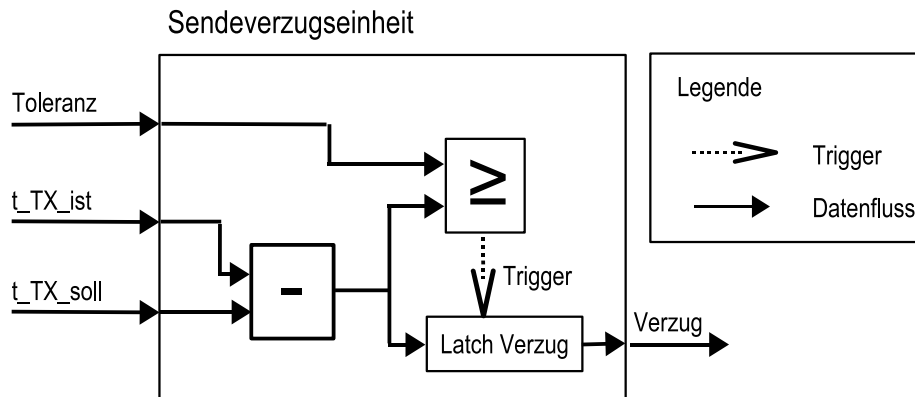 Sendeverzugseinheit
Toleranz
t_TX_ist
t_TX_soll
-
≥
Trigger
Latch Verzug
Verzug
Legende
Trigger
Datenfluss